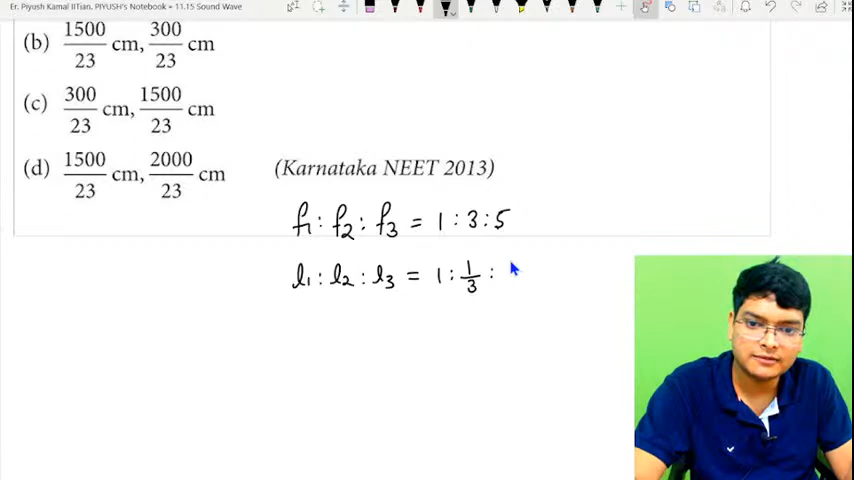 Er. Piyush Kamal IITian, PIYUSH's Notebook » 11.15 Sound Wave
(b) 1500/23 cm, 300/23 cm
(c) 300/23 cm, 1500/23 cm
(d) 1500/23 cm, 2000/23 cm (Karnataka NEET 2013)
f1 : f2 : f3 = 1 : 3 : 5
l1 : l2 : l3 = 1 : 1/3 :